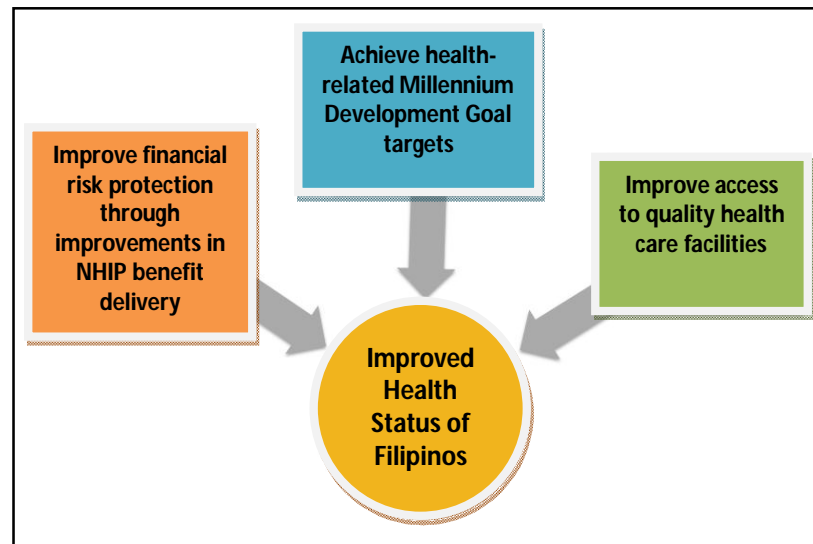 Achieve health-
related Millennium
Development Goal
targets
Improve financial
risk protection
through
improvements in
NHIP benefit
delivery
Improve access
to quality health
care facilities
Improved
Health
Status of
Filipinos